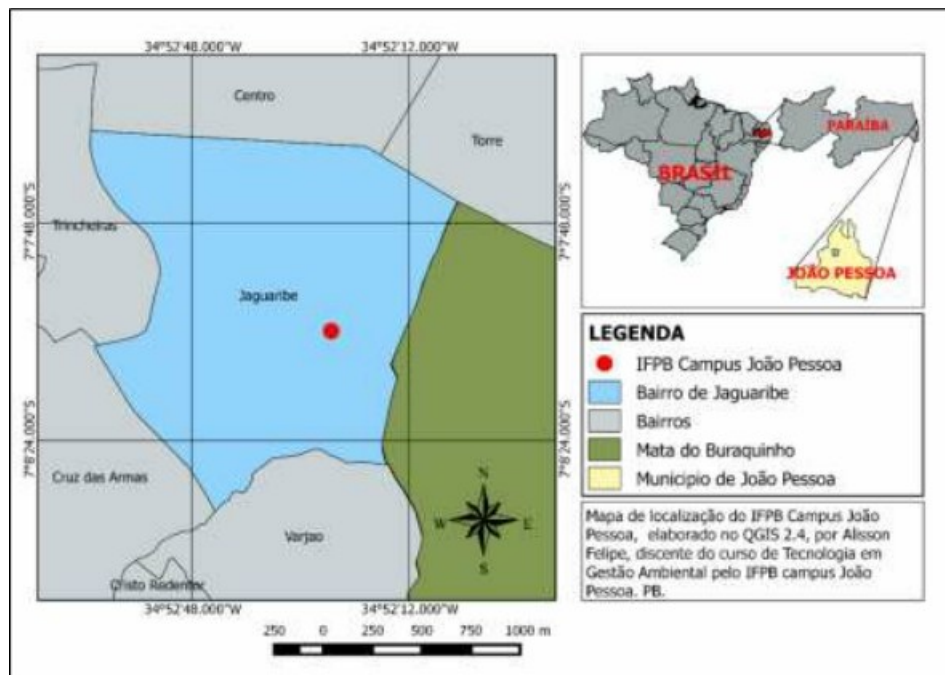 34°52'48.000"W
34°52'12.000"W
Centro
Torre
7°7'48.000"S
7°7'48.000"S
Trincheiras
Jaguaribe
7°8'24.000"S
7°8'24.000"S
Cruz das Armas
Varjao
Cristo Redentor
N
W
E
S
34°52'48.000"W
34°52'12.000"W
250 0 250 500 750 1000 m
BRASIL
PARAÍBA
JOÃO PESSOA
LEGENDA
IFPB Campus João Pessoa
Bairro de Jaguaribe
Bairros
Mata do Buraquinho
Municipio de João Pessoa
Mapa de localização do IFPB Campus João
Pessoa, elaborado no QGIS 2.4, por Alisson
Felipe, discente do curso de Tecnologia em
Gestão Ambiental pelo IFPB campus João
Pessoa. PB.